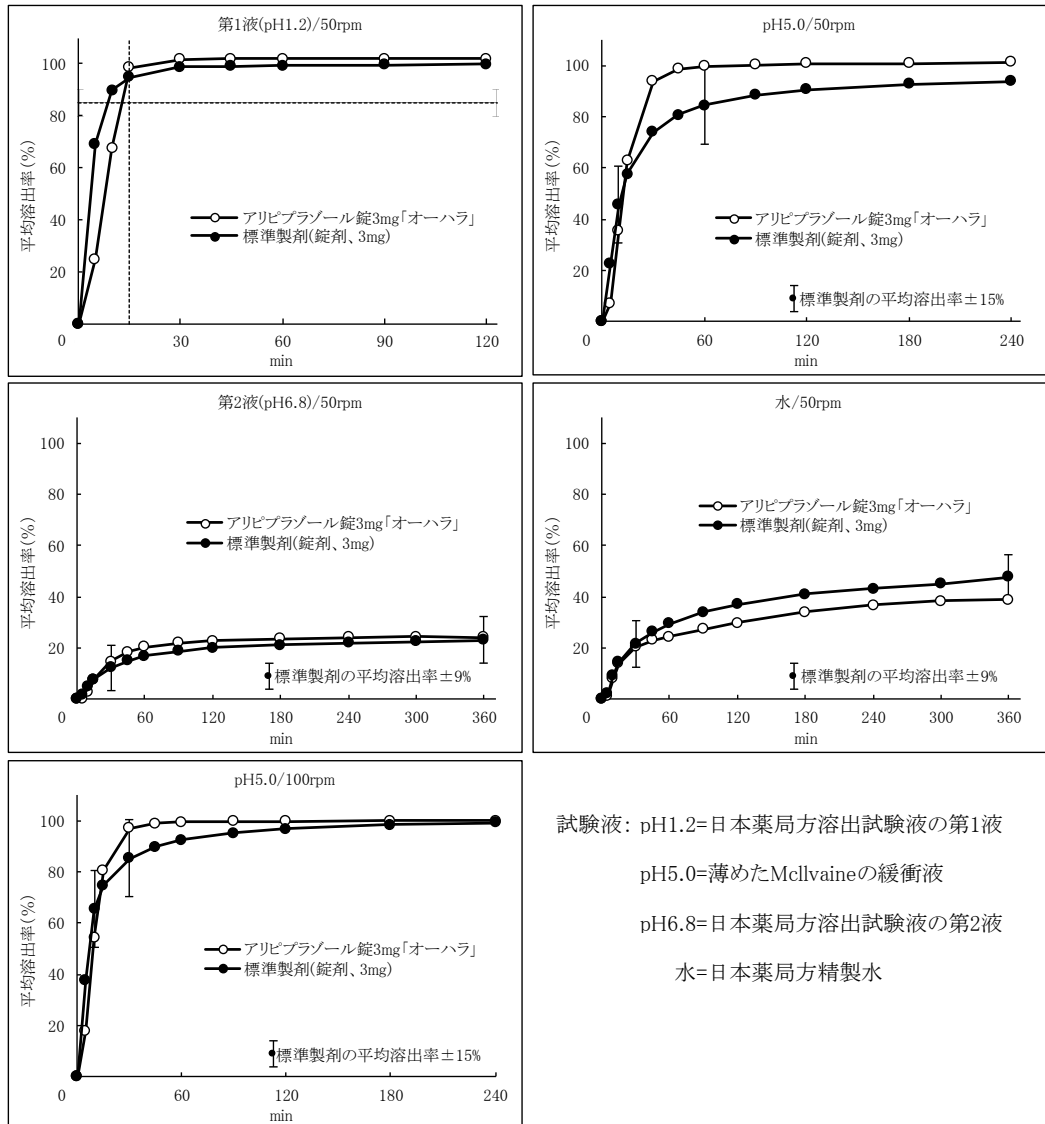 第1液(pH1.2)/50rpm
平均溶出率(%)
100
80
60
40
20
0
30
60
90
120
min
アリピプラゾール錠3mg「オーハラ」
標準製剤(錠剤、3mg)
pH5.0/50rpm
平均溶出率(%)
100
80
60
40
20
0
60
120
180
240
min
アリピプラゾール錠3mg「オーハラ」
標準製剤(錠剤、3mg)
標準製剤の平均溶出率±15%
第2液(pH6.8)/50rpm
平均溶出率(%)
100
80
60
40
20
0
60
120
180
240
300
360
min
アリピプラゾール錠3mg「オーハラ」
標準製剤(錠剤、3mg)
標準製剤の平均溶出率±9%
水/50rpm
平均溶出率(%)
100
80
60
40
20
0
60
120
180
240
300
360
min
アリピプラゾール錠3mg「オーハラ」
標準製剤(錠剤、3mg)
標準製剤の平均溶出率±9%
pH5.0/100rpm
平均溶出率(%)
100
80
60
40
20
0
60
120
180
240
min
アリピプラゾール錠3mg「オーハラ」
標準製剤(錠剤、3mg)
標準製剤の平均溶出率±15%
試験液: pH1.2=日本薬局方溶出試験液の第1液
pH5.0=薄めたMcllvaineの緩衝液
pH6.8=日本薬局方溶出試験液の第2液
水=日本薬局方精製水